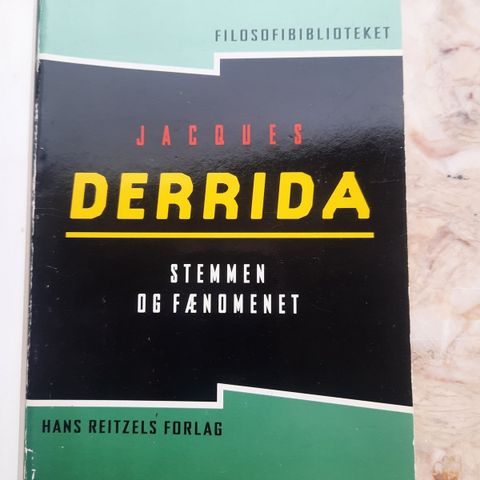 FILOSOFIBIBLIOTEKET
JACQUES
DERRIDA
STEMMEN
OG FÆNOMENET
HANS REITZELS FORLAG